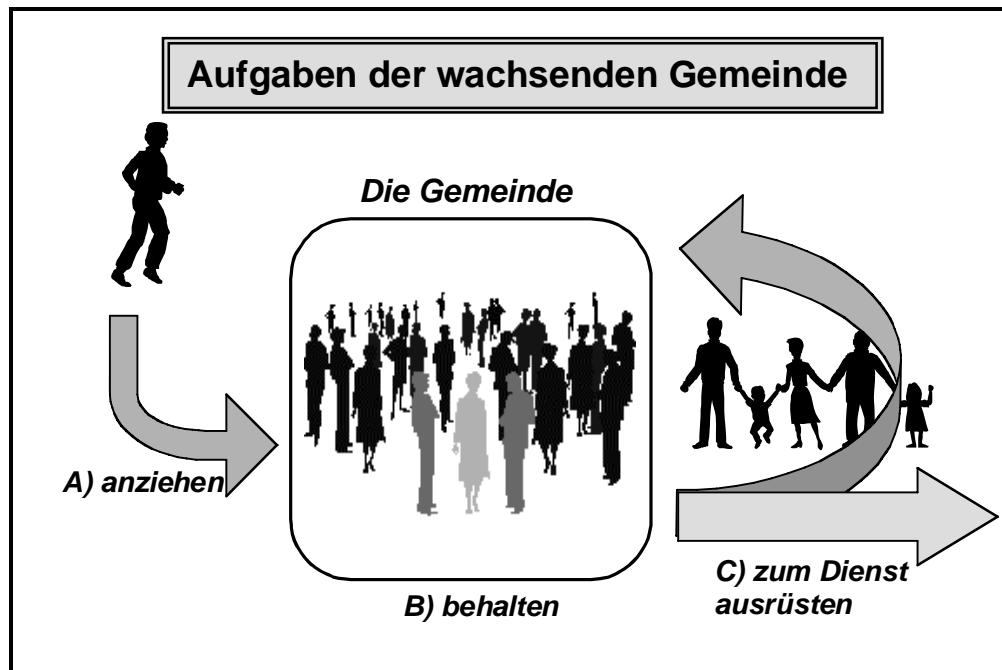 Aufgaben der wachsenden Gemeinde
Die Gemeinde
A) anziehen
B) behalten
C) zum Dienst
ausrüsten